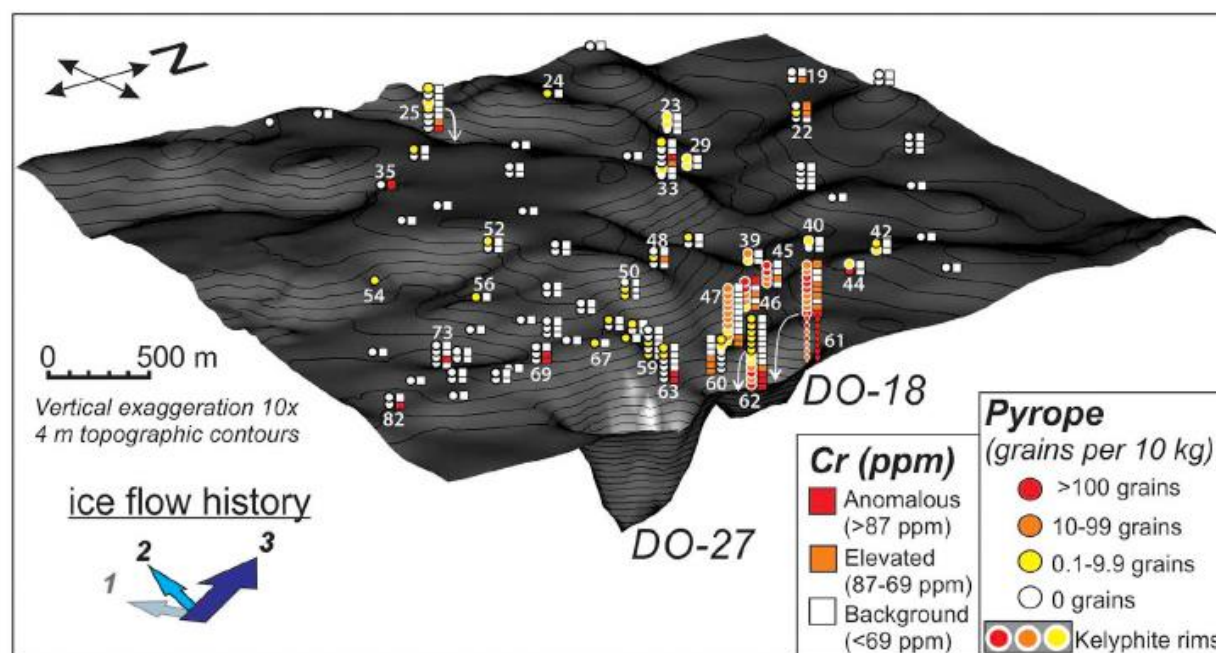 N
24
25
23
19
22
29
33
35
52
48
39
45
40
42
44
50
47
46
54
56
73
69
67
59
63
60
62
61
82
0 500 m
Vertical exaggeration 10x
4 m topographic contours
ice flow history
1
2
3
DO-27
DO-18
Cr (ppm)
Anomalous
(>87 ppm)
Elevated
(87-69 ppm)
Background
(<69 ppm)
Pyrope
(grains per 10 kg)
>100 grains
10-99 grains
0.1-9.9 grains
0 grains
Kelyphite rims